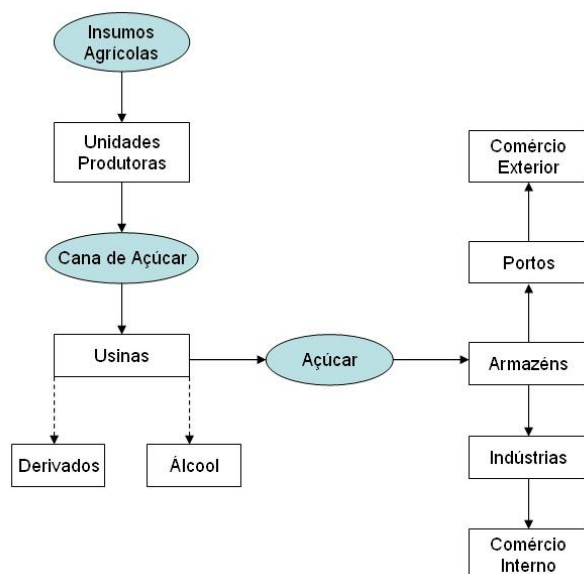 Insumos
Agrícolas
Unidades
Produtoras
Cana de Açúcar
Usinas
Derivados
Álcool
Açúcar
Comércio
Exterior
Portos
Armazéns
Indústrias
Comércio
Interno